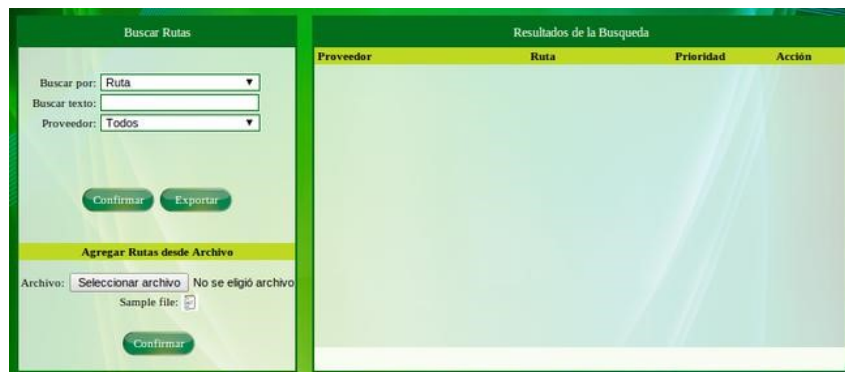 Buscar Rutas
Buscar por: Ruta
Buscar texto:
Proveedor: Todos
Confirmar Exportar
Agregar Rutas desde Archivo
Archivo: Seleccionar archivo No se eligió archivo
Sample file:
Confirmar
Resultados de la Busqueda
Proveedor Ruta Prioridad Acción